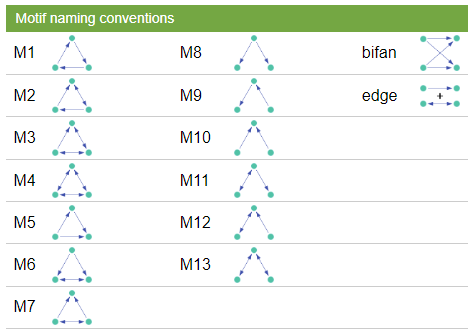 Motif naming conventions
M1 M8 bifan
M2 M9 edge +
M3 M10
M4 M11
M5 M12
M6 M13
M7